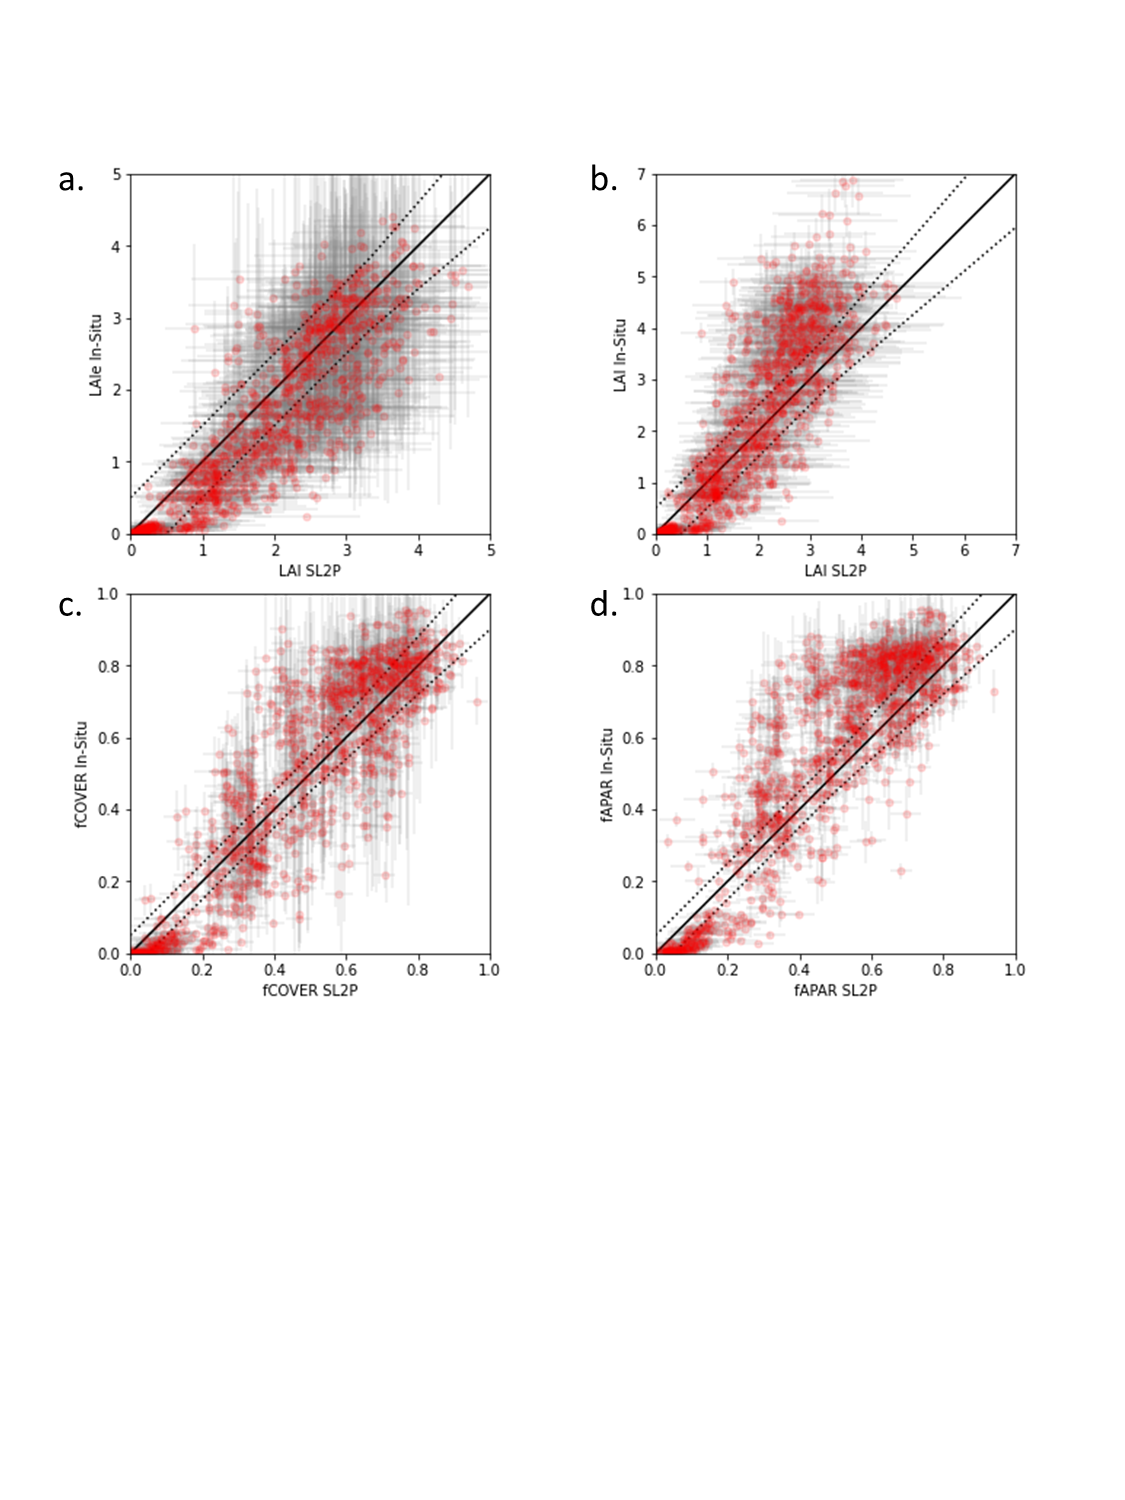 a.
5
4
3
2
1
0
LAIe In-Situ
0 1 2 3 4 5
LAI SL2P
b.
7
6
5
4
3
2
1
0
LAI In-Situ
0 1 2 3 4 5 6 7
LAI SL2P
c.
1.0
0.8
0.6
0.4
0.2
0.0
fCOVER In-Situ
0.0 0.2 0.4 0.6 0.8 1.0
fCOVER SL2P
d.
1.0
0.8
0.6
0.4
0.2
0.0
fAPAR In-Situ
0.0 0.2 0.4 0.6 0.8 1.0
fAPAR SL2P